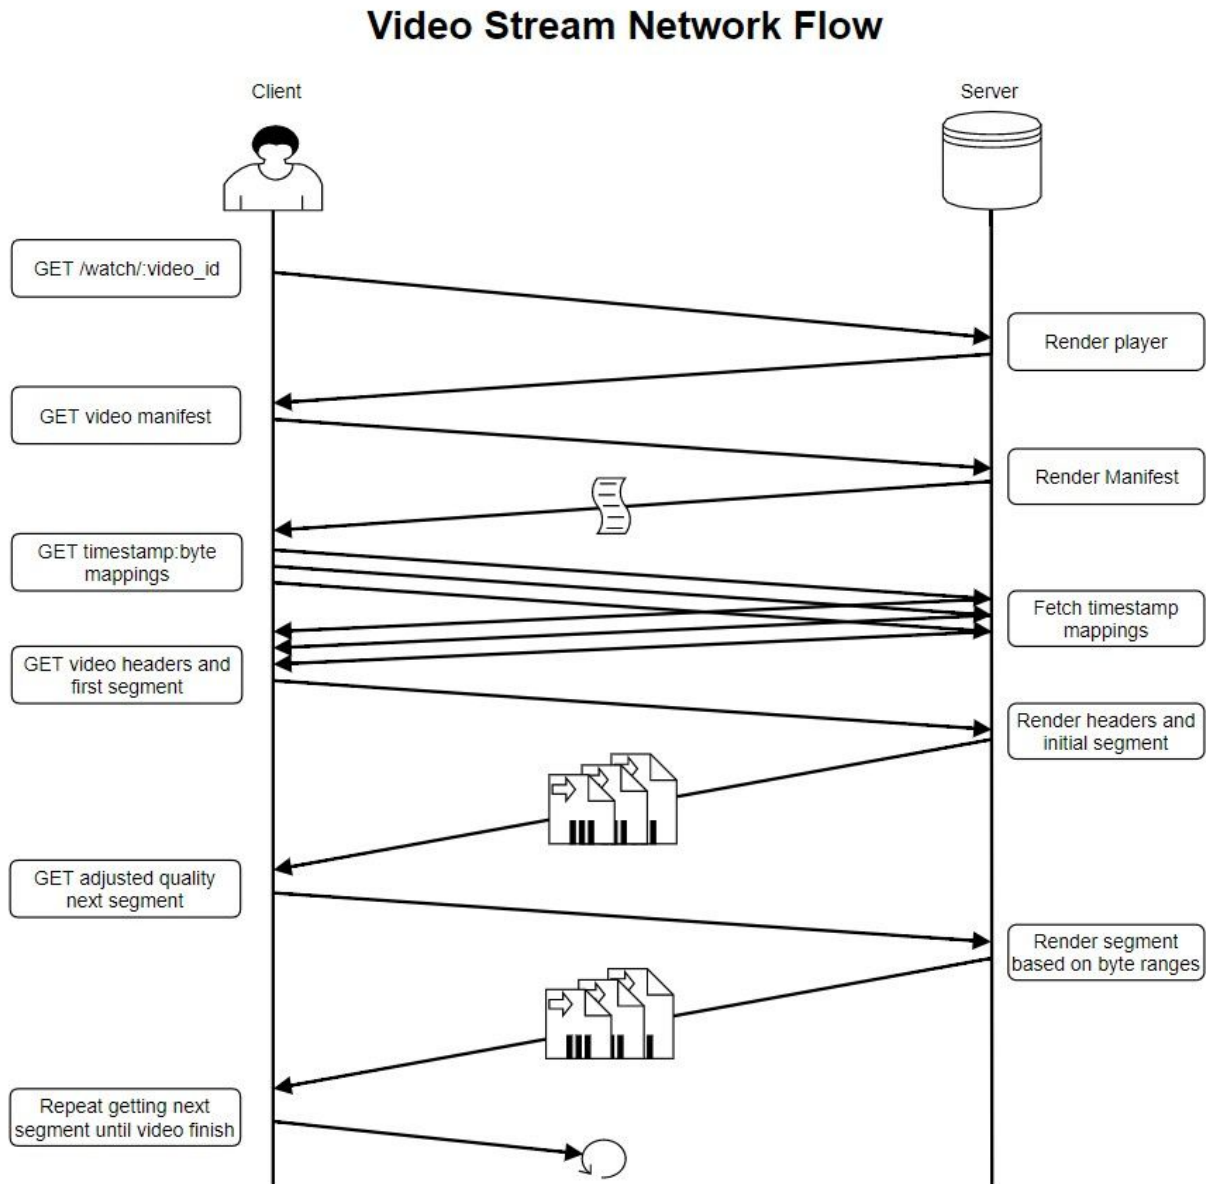 Video Stream Network Flow
Client
Server
GET /watch/:video_id
Render player
GET video manifest
Render Manifest
GET timestamp:byte
mappings
Fetch timestamp
mappings
GET video headers and
first segment
Render headers and
initial segment
GET adjusted quality
next segment
Render segment
based on byte ranges
Repeat getting next
segment until video finish